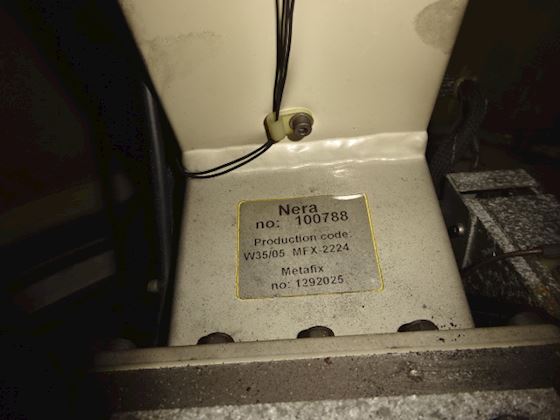 Nera
no: 100788
Production code:
W35/05 MFX-2224
Metafix
no: 1292025